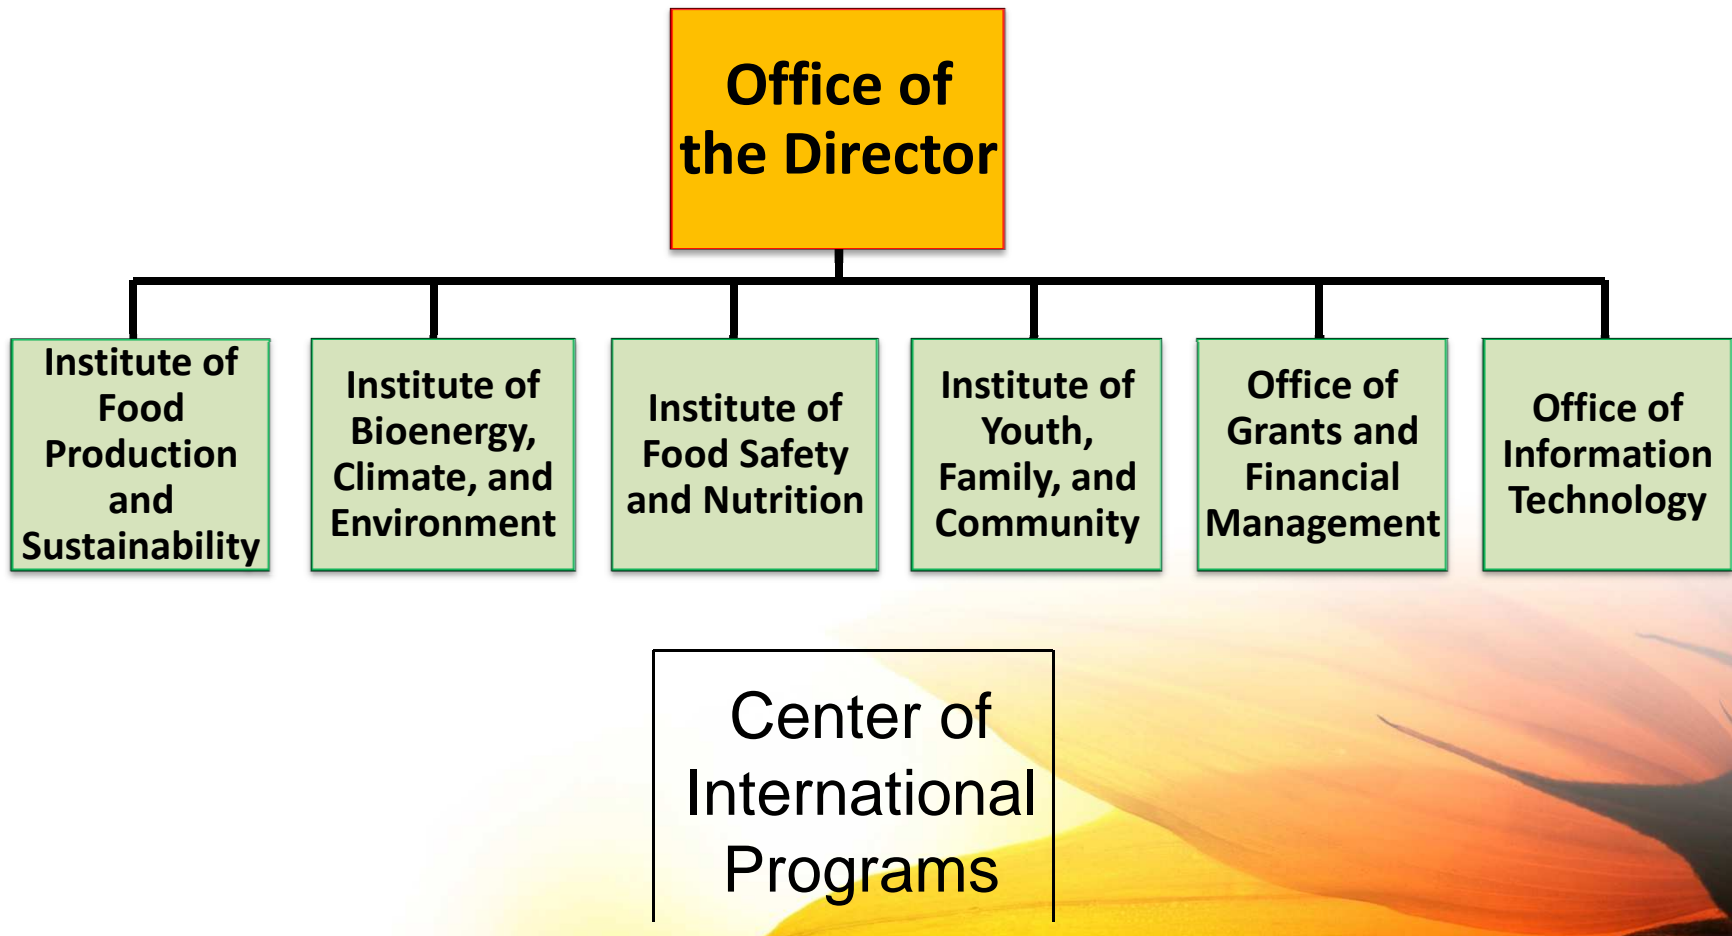 Office of
the Director
Institute of
Food
Production
and
Sustainability
Institute of
Bioenergy,
Climate, and
Environment
Institute of
Food Safety
and Nutrition
Institute of
Youth,
Family, and
Community
Office of
Grants and
Financial
Management
Office of
Information
Technology
Center of
International
Programs